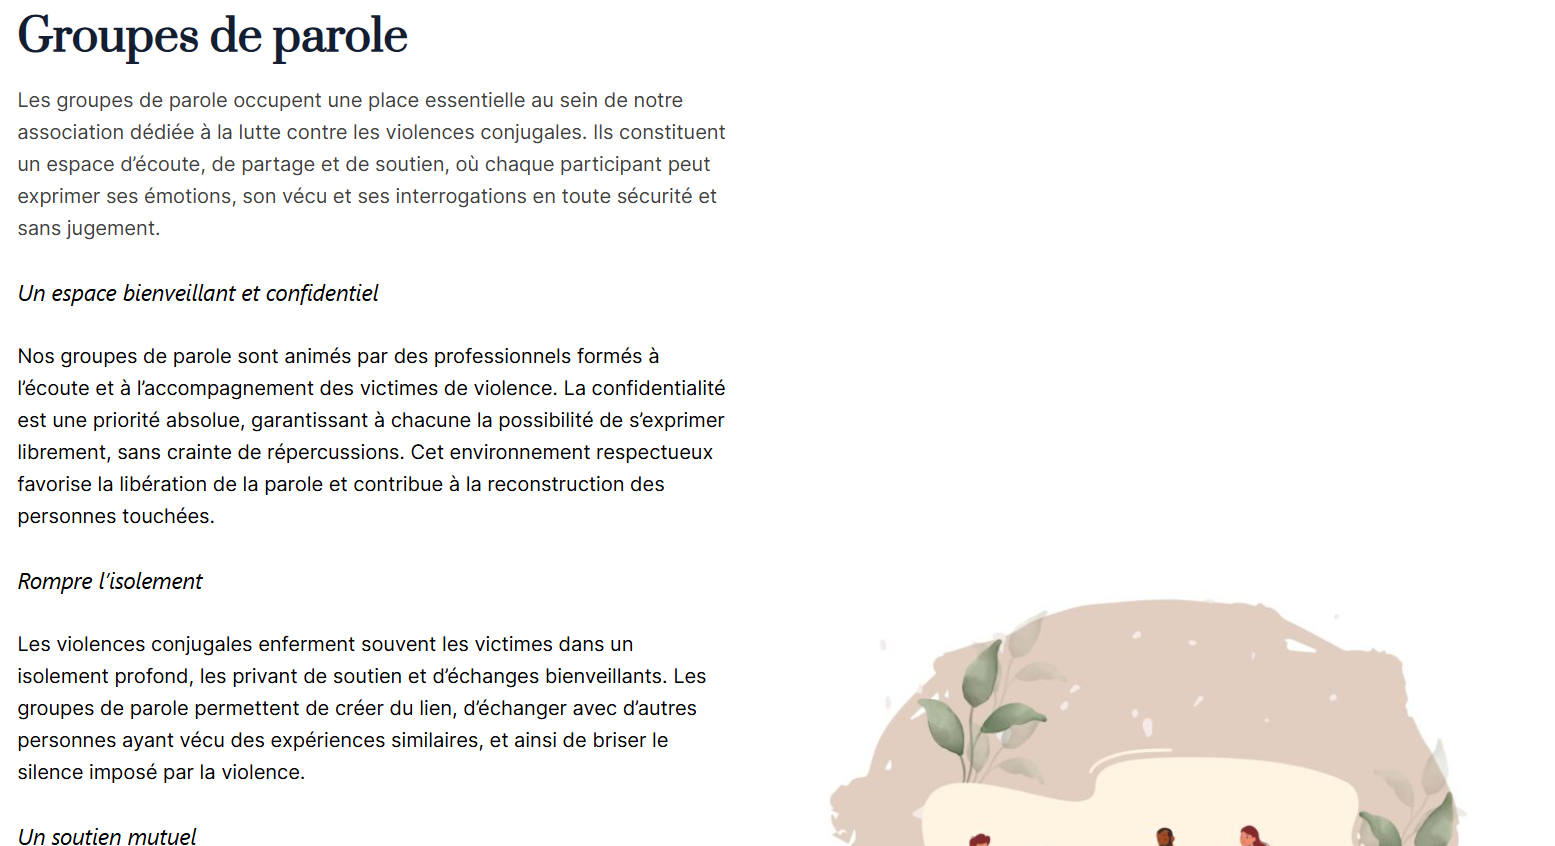 Groupes de parole
Les groupes de parole occupent une place essentielle au sein de notre
association dédiée à la lutte contre les violences conjugales. Ils constituent
un espace d’écoute, de partage et de soutien, où chaque participant peut
exprimer ses émotions, son vécu et ses interrogations en toute sécurité et
sans jugement.
Un espace bienveillant et confidentiel
Nos groupes de parole sont animés par des professionnels formés à
l’écoute et à l’accompagnement des victimes de violence. La confidentialité
est une priorité absolue, garantissant à chacune la possibilité de s’exprimer
librement, sans crainte de répercussions. Cet environnement respectueux
favorise la libération de la parole et contribue à la reconstruction des
personnes touchées.
Rompre l’isolement
Les violences conjugales enferment souvent les victimes dans un
isolement profond, les privant de soutien et d’échanges bienveillants. Les
groupes de parole permettent de créer du lien, d’échanger avec d’autres
personnes ayant vécu des expériences similaires, et ainsi de briser le
silence imposé par la violence.
Un soutien mutuel